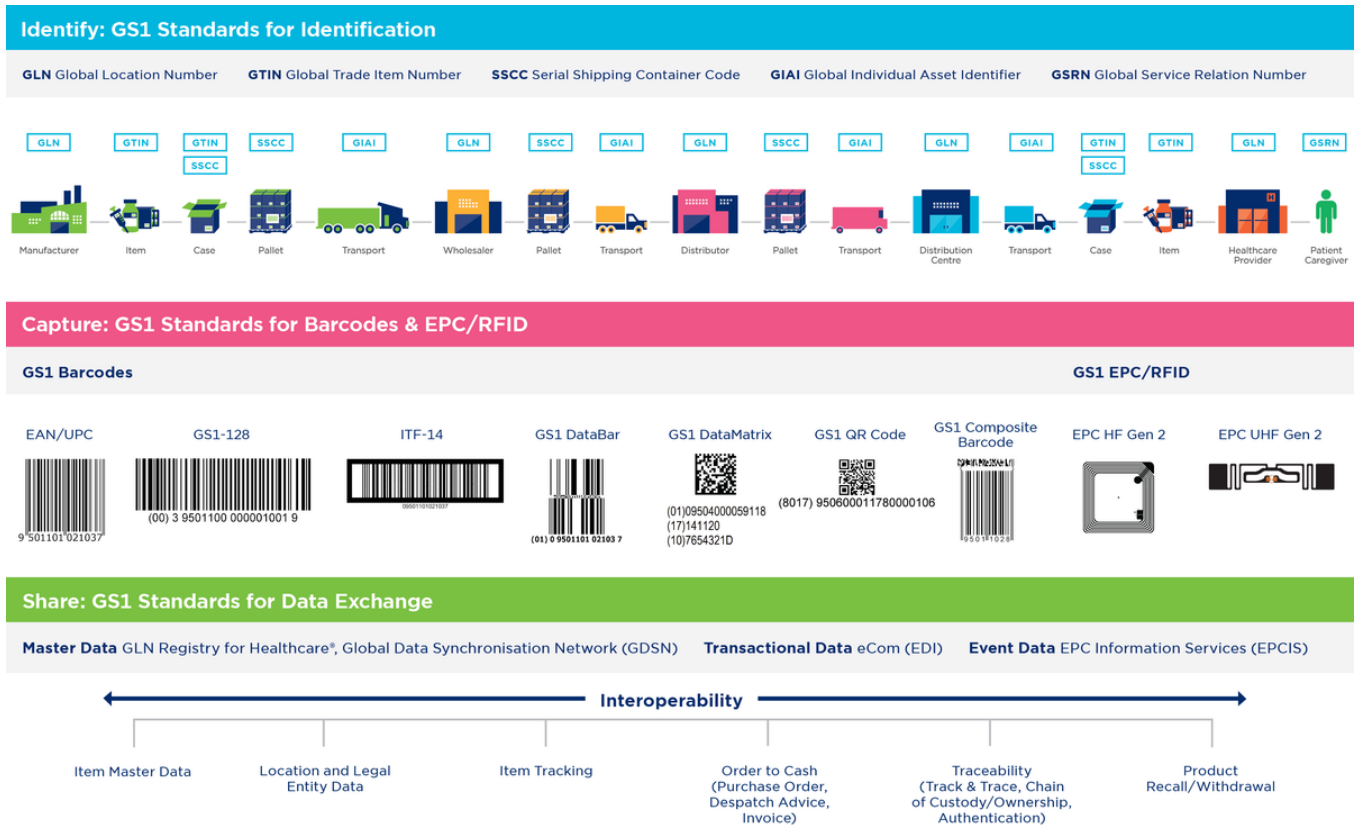 Identify: GS1 Standards for Identification
GLN Global Location Number GTIN Global Trade Item Number SSCC Serial Shipping Container Code GIAI Global Individual Asset Identifier GSRN Global Service Relation Number
GLN GTIN GTIN SSCC GIAI GLN SSCC GIAI GLN SSCC GIAI GLN GIAI GTIN GTIN GLN GSRN
SSCC SSCC
H
Manufacturer Item Case Pallet Transport Wholesaler Pallet Transport Distributor Pallet Transport Distribution Transport Case Item Healthcare Patient
Centre Provider Caregiver
Capture: GS1 Standards for Barcodes & EPC/RFID
GS1 Barcodes GS1 EPC/RFID
EAN/UPC GS1-128 ITF-14 GS1 DataBar GS1 DataMatrix GS1 QR Code GS1 Composite EPC HF Gen 2 EPC UHF Gen 2
Barcode
9 501101 021037
(00) 3 9501100 000001001 9
09501101021037
(01) 0 9501101 02103 7
(01)09504000059118
(17)141120
(10)7654321D
(8017) 950600011780000106
9501 1028
Share: GS1 Standards for Data Exchange
Master Data GLN Registry for Healthcare®, Global Data Synchronisation Network (GDSN) Transactional Data eCom (EDI) Event Data EPC Information Services (EPCIS)
Interoperability
Item Master Data
Location and Legal
Entity Data
Item Tracking
Order to Cash
(Purchase Order,
Despatch Advice,
Invoice)
Traceability
(Track & Trace, Chain
of Custody/Ownership,
Authentication)
Product
Recall/Withdrawal